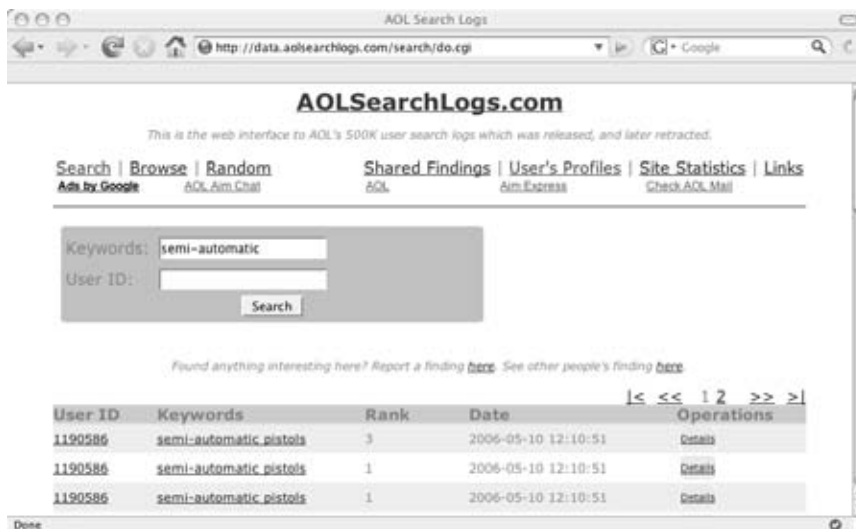 AOL Search Logs
http://data.aolsearchlogs.com/search/do.cgi
G Google
AOLSearchLogs.com
This is the web interface to AOL's 500K user search logs which was released, and later retracted.
Search | Browse | Random Shared Findings | User's Profiles | Site Statistics | Links
Ads by Google AOL Aim Chat AOL Aim Express Check AOL Mail
Keywords: semi-automatic
User ID:
Search
Found anything interesting here? Report a finding here. See other people's finding here.
|< << 1 2 >> >|
User ID Keywords Rank Date Operations
1190586 semi-automatic pistols 3 2006-05-10 12:10:51 Details
1190586 semi-automatic pistols 1 2006-05-10 12:10:51 Details
1190586 semi-automatic pistols 1 2006-05-10 12:10:51 Details
Done